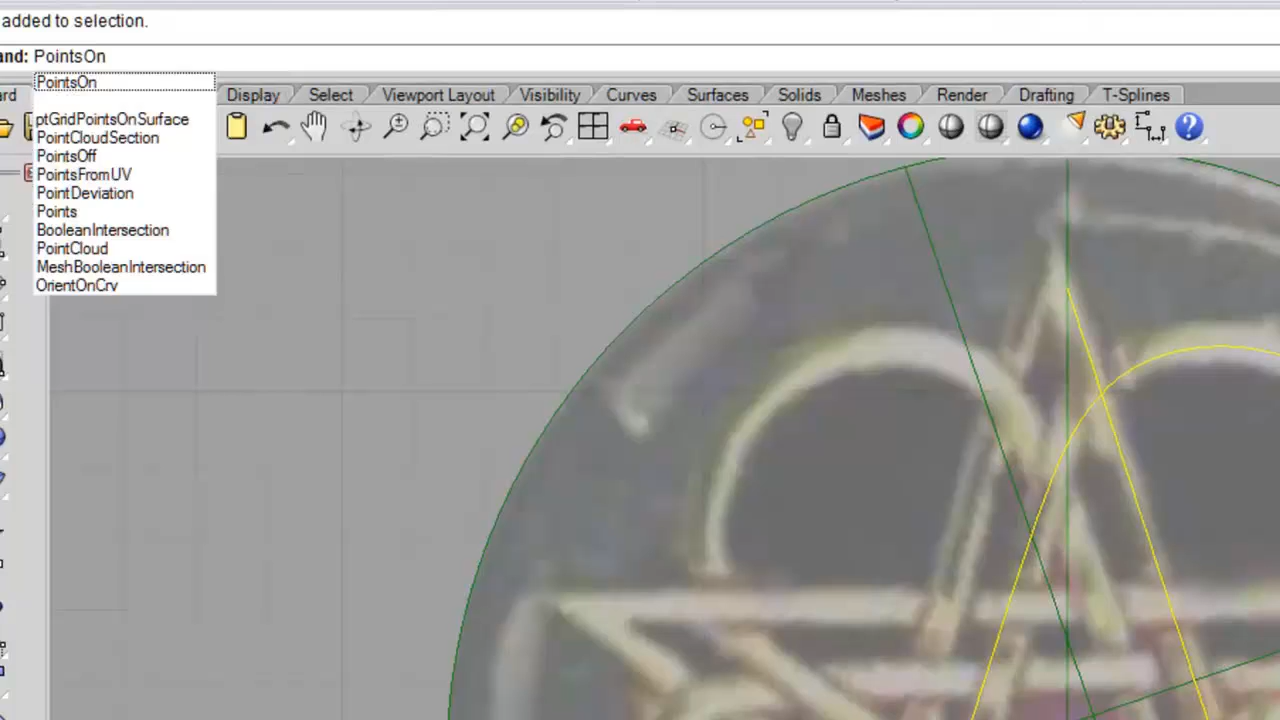 added to selection.
and: PointsOn
PointsOn
ard Display Select Viewport Layout Visibility Curves Surfaces Solids Meshes Render Drafting T-Splines
ptGridPointsOnSurface
PointCloudSection
PointsOff
PointsFromUV
PointDeviation
Points
BooleanIntersection
PointCloud
MeshBooleanIntersection
OrientOnCrv